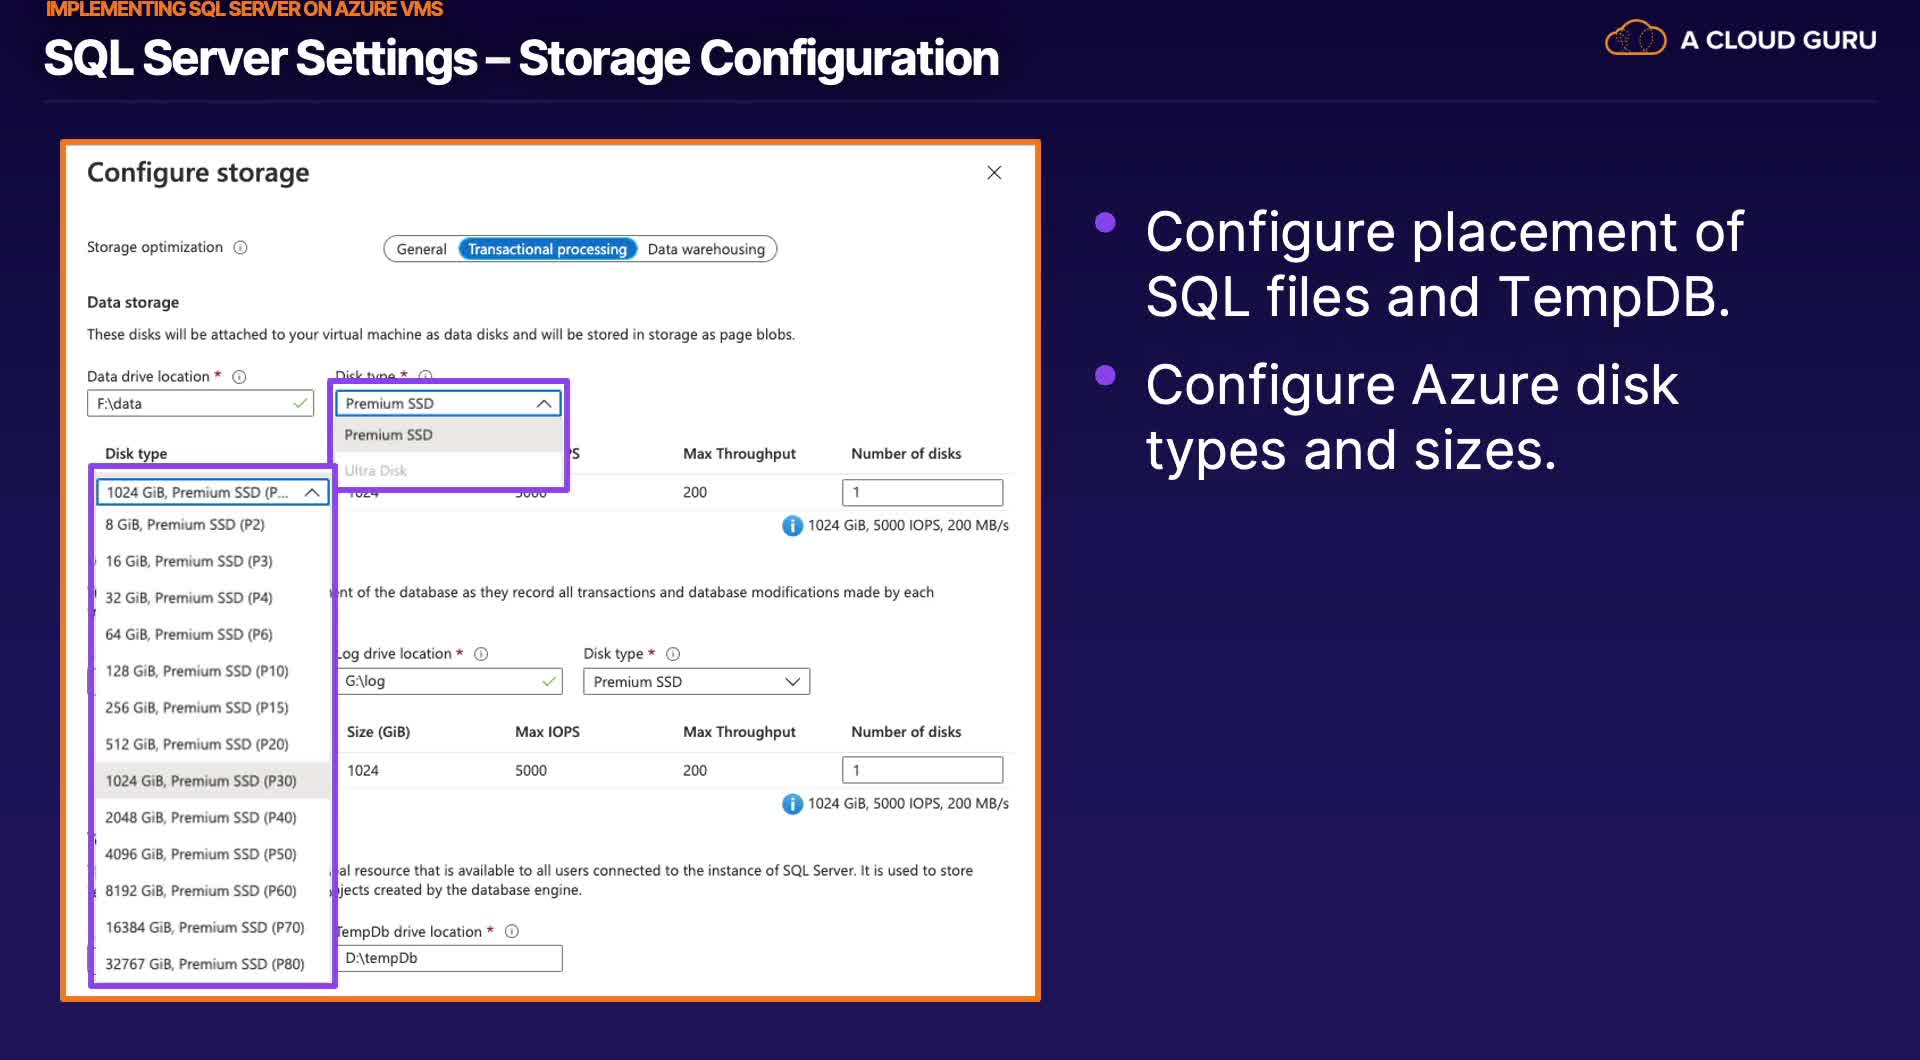 IMPLEMENTING SQL SERVER ON AZURE VMS
SQL Server Settings – Storage Configuration
A CLOUD GURU
Configure storage
Storage optimization
General
Transactional processing
Data warehousing
Data storage
These disks will be attached to your virtual machine as data disks and will be stored in storage as page blobs.
Data drive location *
Disk type *
F:\data
Premium SSD
Premium SSD
Ultra Disk
Disk type
Max Throughput
Number of disks
1024 GiB, Premium SSD (P...
1024
5000
200
1
1024 GiB, 5000 IOPS, 200 MB/s
8 GiB, Premium SSD (P2)
16 GiB, Premium SSD (P3)
32 GiB, Premium SSD (P4)
64 GiB, Premium SSD (P6)
128 GiB, Premium SSD (P10)
256 GiB, Premium SSD (P15)
512 GiB, Premium SSD (P20)
1024 GiB, Premium SSD (P30)
2048 GiB, Premium SSD (P40)
4096 GiB, Premium SSD (P50)
8192 GiB, Premium SSD (P60)
16384 GiB, Premium SSD (P70)
32767 GiB, Premium SSD (P80)
of the database as they record all transactions and database modifications made by each
Log drive location *
Disk type *
G:\log
Premium SSD
Size (GiB)
Max IOPS
Max Throughput
Number of disks
1024
5000
200
1
1024 GiB, 5000 IOPS, 200 MB/s
resource that is available to all users connected to the instance of SQL Server. It is used to store
created by the database engine.
TempDb drive location *
D:\tempDb
Configure placement of
SQL files and TempDB.
Configure Azure disk
types and sizes.